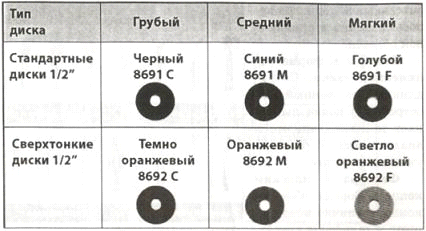 Тип диска
Грубый
Средний
Мягкий
Стандартные диски 1/2”
Черный
8691 C
Синий
8691 M
Голубой
8691 F
Сверхтонкие диски 1/2”
Темно оранжевый
8692 C
Оранжевый
8692 M
Светло оранжевый
8692 F